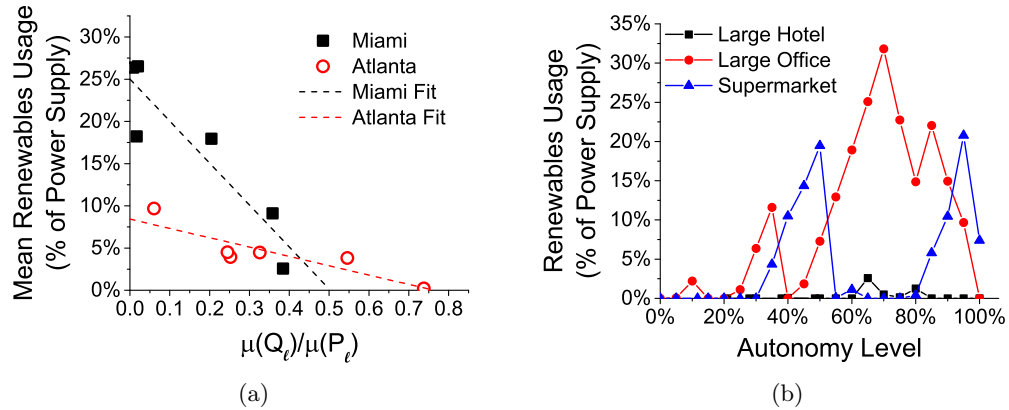 Mean Renewables Usage
(% of Power Supply)
30%
25%
20%
15%
10%
5%
0%
Miami
Atlanta
Miami Fit
Atlanta Fit
0.0 0.1 0.2 0.3 0.4 0.5 0.6 0.7 0.8
μ(Qℓ)/μ(Pℓ)
(a)
Renewables Usage
(% of Power Supply)
35%
30%
25%
20%
15%
10%
5%
0%
Large Hotel
Large Office
Supermarket
0% 20% 40% 60% 80% 100%
Autonomy Level
(b)